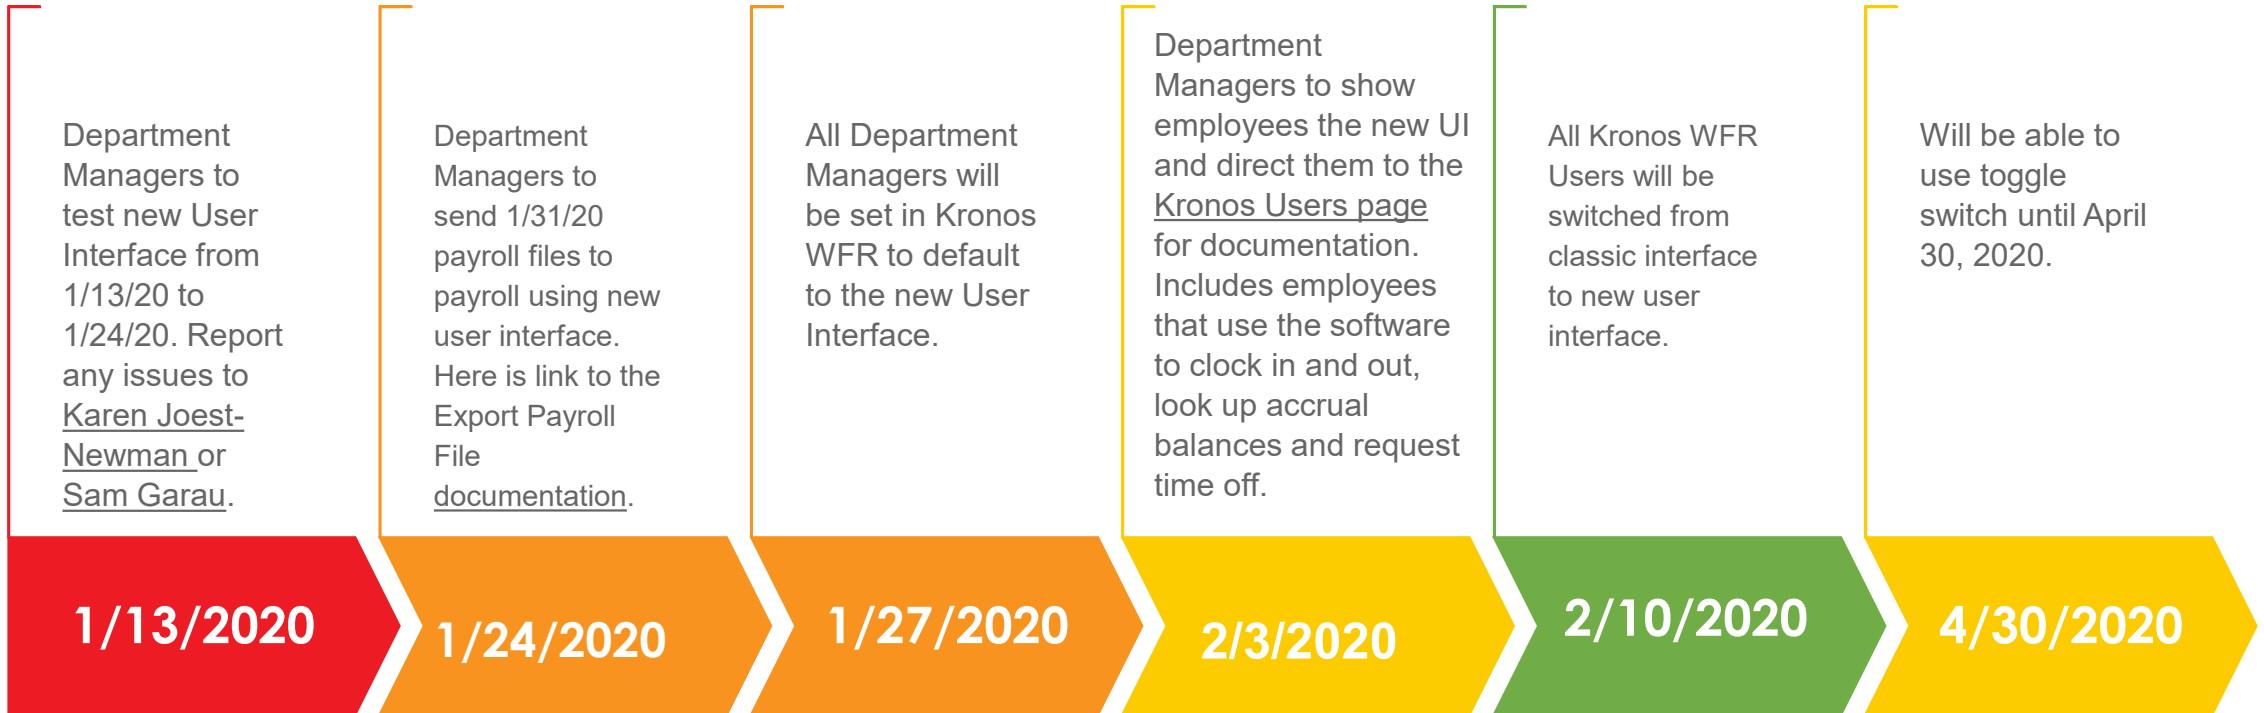 Department
Managers to
test new User
Interface from
1/13/20 to
1/24/20. Report
any issues to
Karen Joest-
Newman or
Sam Garau.
1/13/2020
Department
Managers to
send 1/31/20
payroll files to
payroll using new
user interface.
Here is link to the
Export Payroll
File
documentation.
1/24/2020
All Department
Managers will
be set in Kronos
WFR to default
to the new User
Interface.
1/27/2020
Department
Managers to show
employees the new UI
and direct them to the
Kronos Users page
for documentation.
Includes employees
that use the software
to clock in and out,
look up accrual
balances and request
time off.
2/3/2020
All Kronos WFR
Users will be
switched from
classic interface
to new user
interface.
2/10/2020
Will be able to
use toggle
switch until April
30, 2020.
4/30/2020